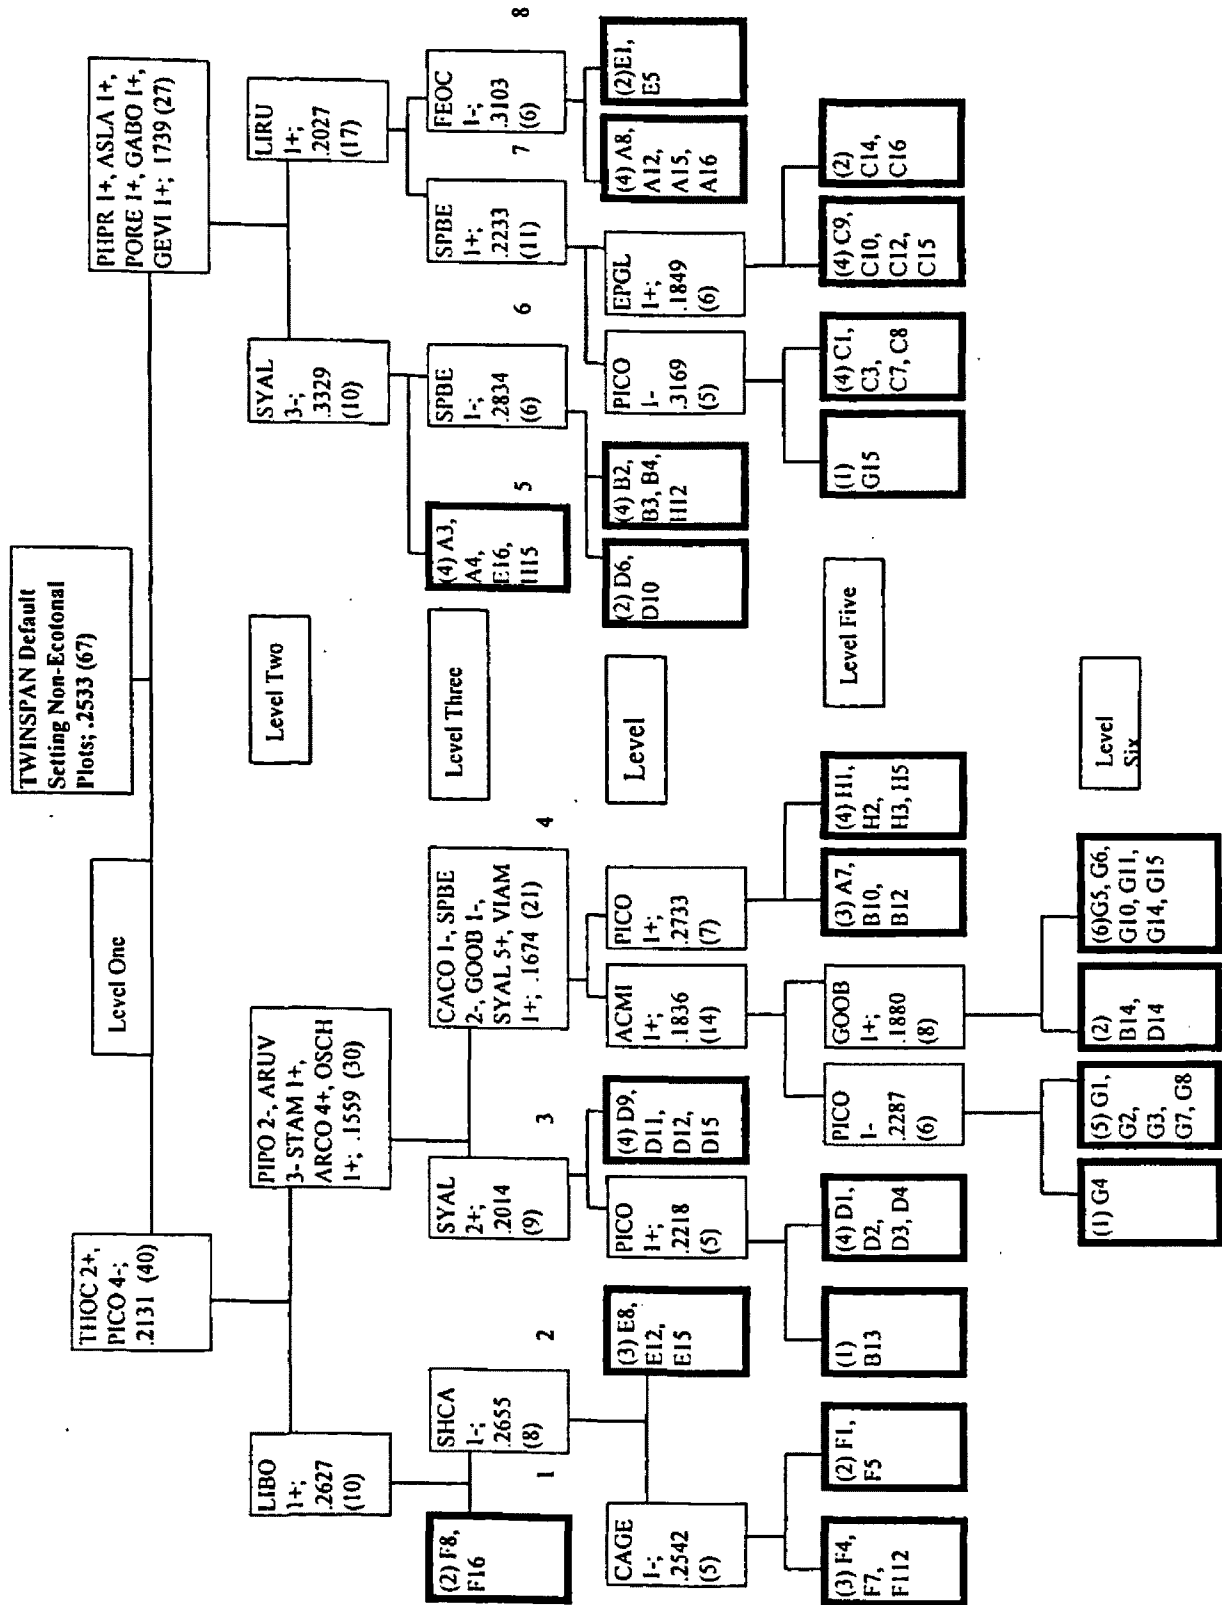 TWINSPAN Default
Setting Non-Ecotonal
Plots; .2533 (67)
Level One
THOC 2+,
PICO 4-;
.2131 (40)
PHPR 1+, ASLA 1+,
PORE 1+, GABO 1+,
GEVI 1+; 1739 (27)
Level Two
LIBO
1+;
.2627
(10)
PIPO 2-, ARUV
3- STAM 1+,
ARCO 4+, OSCH
1+; .1559 (30)
SYAL
3-;
.3329
(10)
LIRU
1+;
.2027
(17)
Level Three
(2) F8,
F16
1
SHCA
1-;
.2655
(8)
2
SYAL
2+;
.2014
(9)
3
CACO 1-, SPBE
2-, GOOB 1-,
SYAL 5+, VIAM
1+; .1674 (21)
4
(4) A3,
A4,
E16,
H15
5
SPBE
1-;
.2834
(6)
6
SPBE
1+;
.2233
(11)
7
FEOC
1-;
.3103
(6)
8
Level
CAGE
1-;
.2542
(5)
(3) E8,
E12,
E15
PICO
1+;
.2218
(5)
(4) D9,
D11,
D12,
D15
ACMI
1+;
.1836
(14)
PICO
1+;
.2733
(7)
(2) D6,
D10
(4) B2,
B3, B4,
H12
PICO
1-
.3169
(5)
EPGL
1+;
.1849
(6)
(4) A8,
A12,
A15,
A16
(2)E1,
E5
Level Five
(3) F4,
F7,
F112
(2) F1,
F5
(1)
B13
(4) D1,
D2,
D3, D4
PICO
1-
.2287
(6)
GOOB
1+;
.1880
(8)
(3) A7,
B10,
B12
(4) H1,
H2,
H3, H5
(1)
G15
(4) C1,
C3,
C7, C8
(4) C9,
C10,
C12,
C15
(2)
C14,
C16
Level
Six
(1) G4
(5) G1,
G2,
G3,
G7, G8
(2)
B14,
D14
(6)G5, G6,
G10, G11,
G14, G15